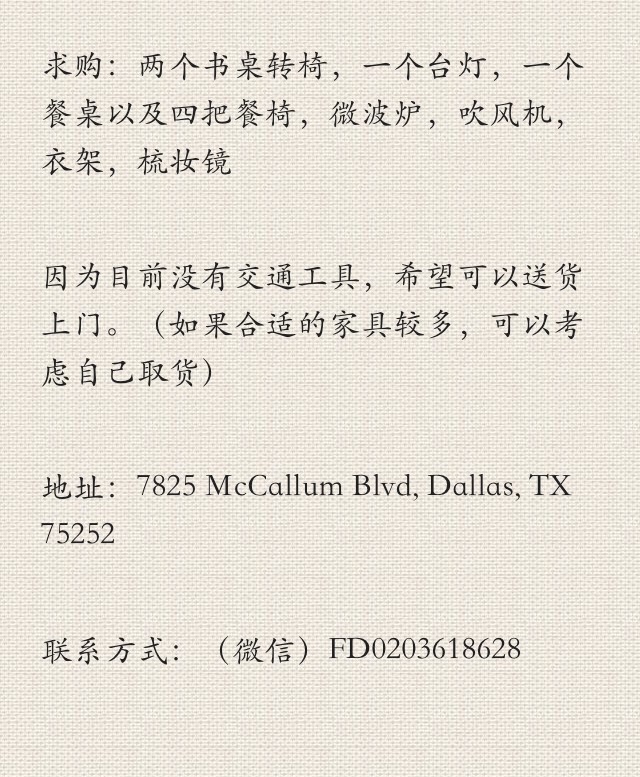 求购：两个书桌转椅，一个台灯，一个
餐桌以及四把餐椅，微波炉，吹风机，
衣架，梳妆镜
因为目前没有交通工具，希望可以送货
上门。（如果合适的家具较多，可以考
虑自己取货）
地址：7825 McCallum Blvd, Dallas, TX
75252
联系方式：（微信）FD0203618628